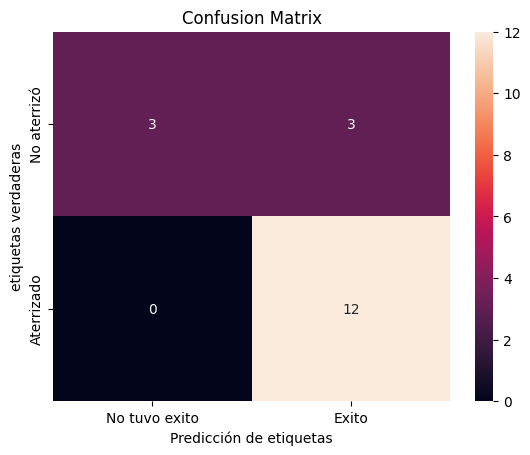 Confusion Matrix
etiquetas verdaderas
No aterrizó
Aterrizado
3
3
0
12
No tuvo exito
Exito
Predicción de etiquetas
12
10
8
6
4
2
0